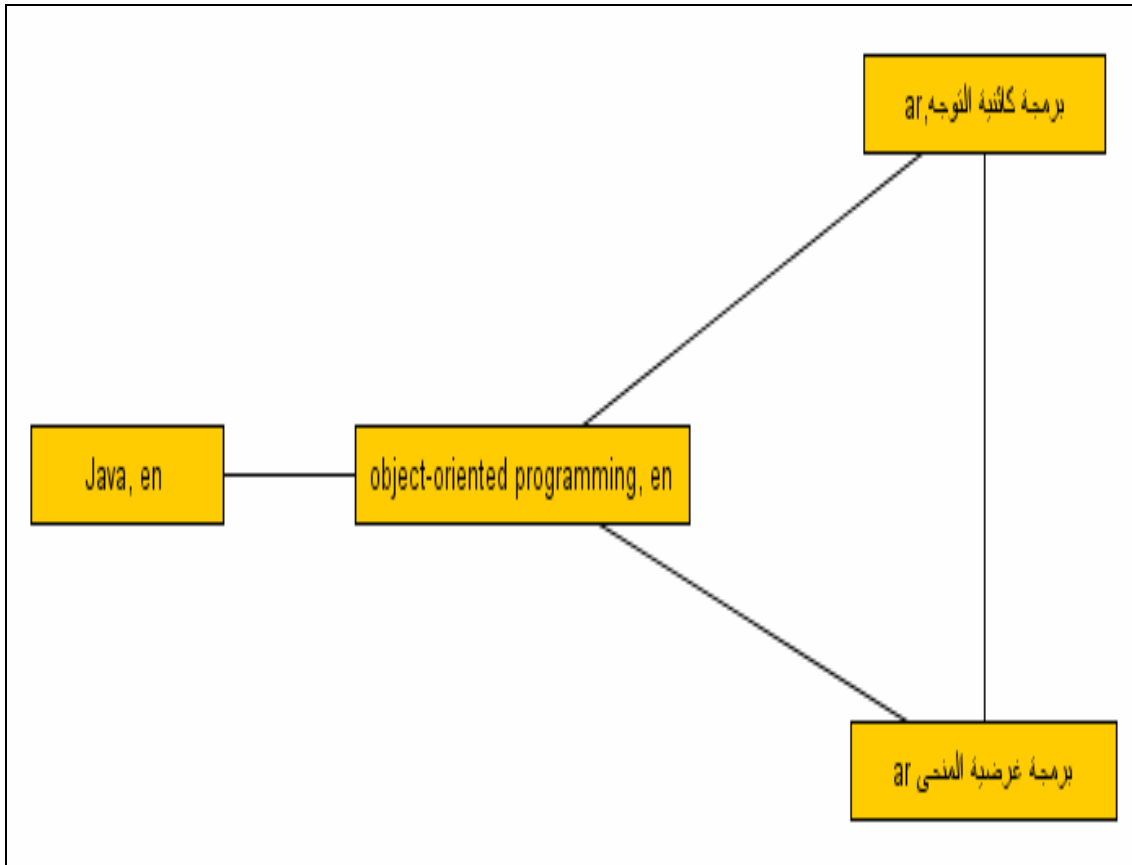 برمجة كائنية التوجه,ar
Java, en
object-oriented programming, en
برمجة غرضية المنحى ar